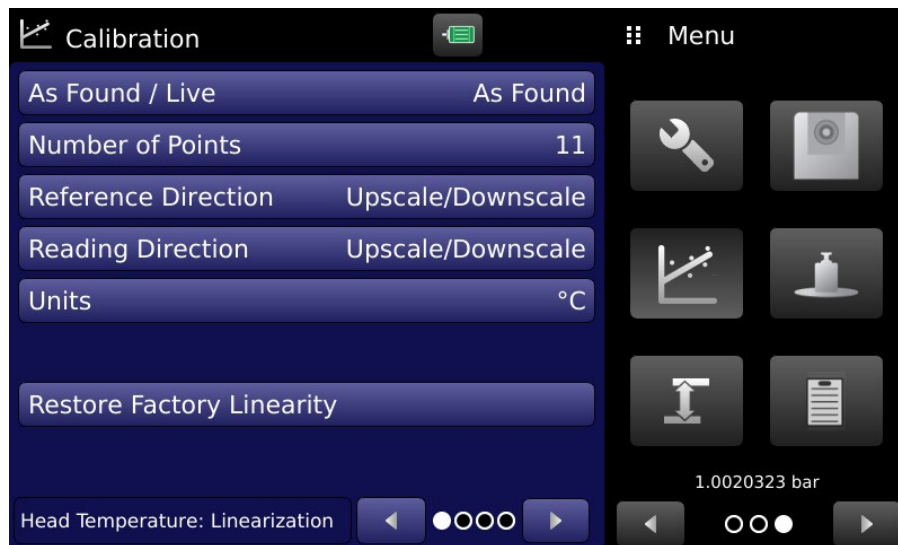 Calibration
Menu
As Found / Live As Found
Number of Points 11
Reference Direction Upscale/Downscale
Reading Direction Upscale/Downscale
Units °C
Restore Factory Linearity
1.0020323 bar
Head Temperature: Linearization